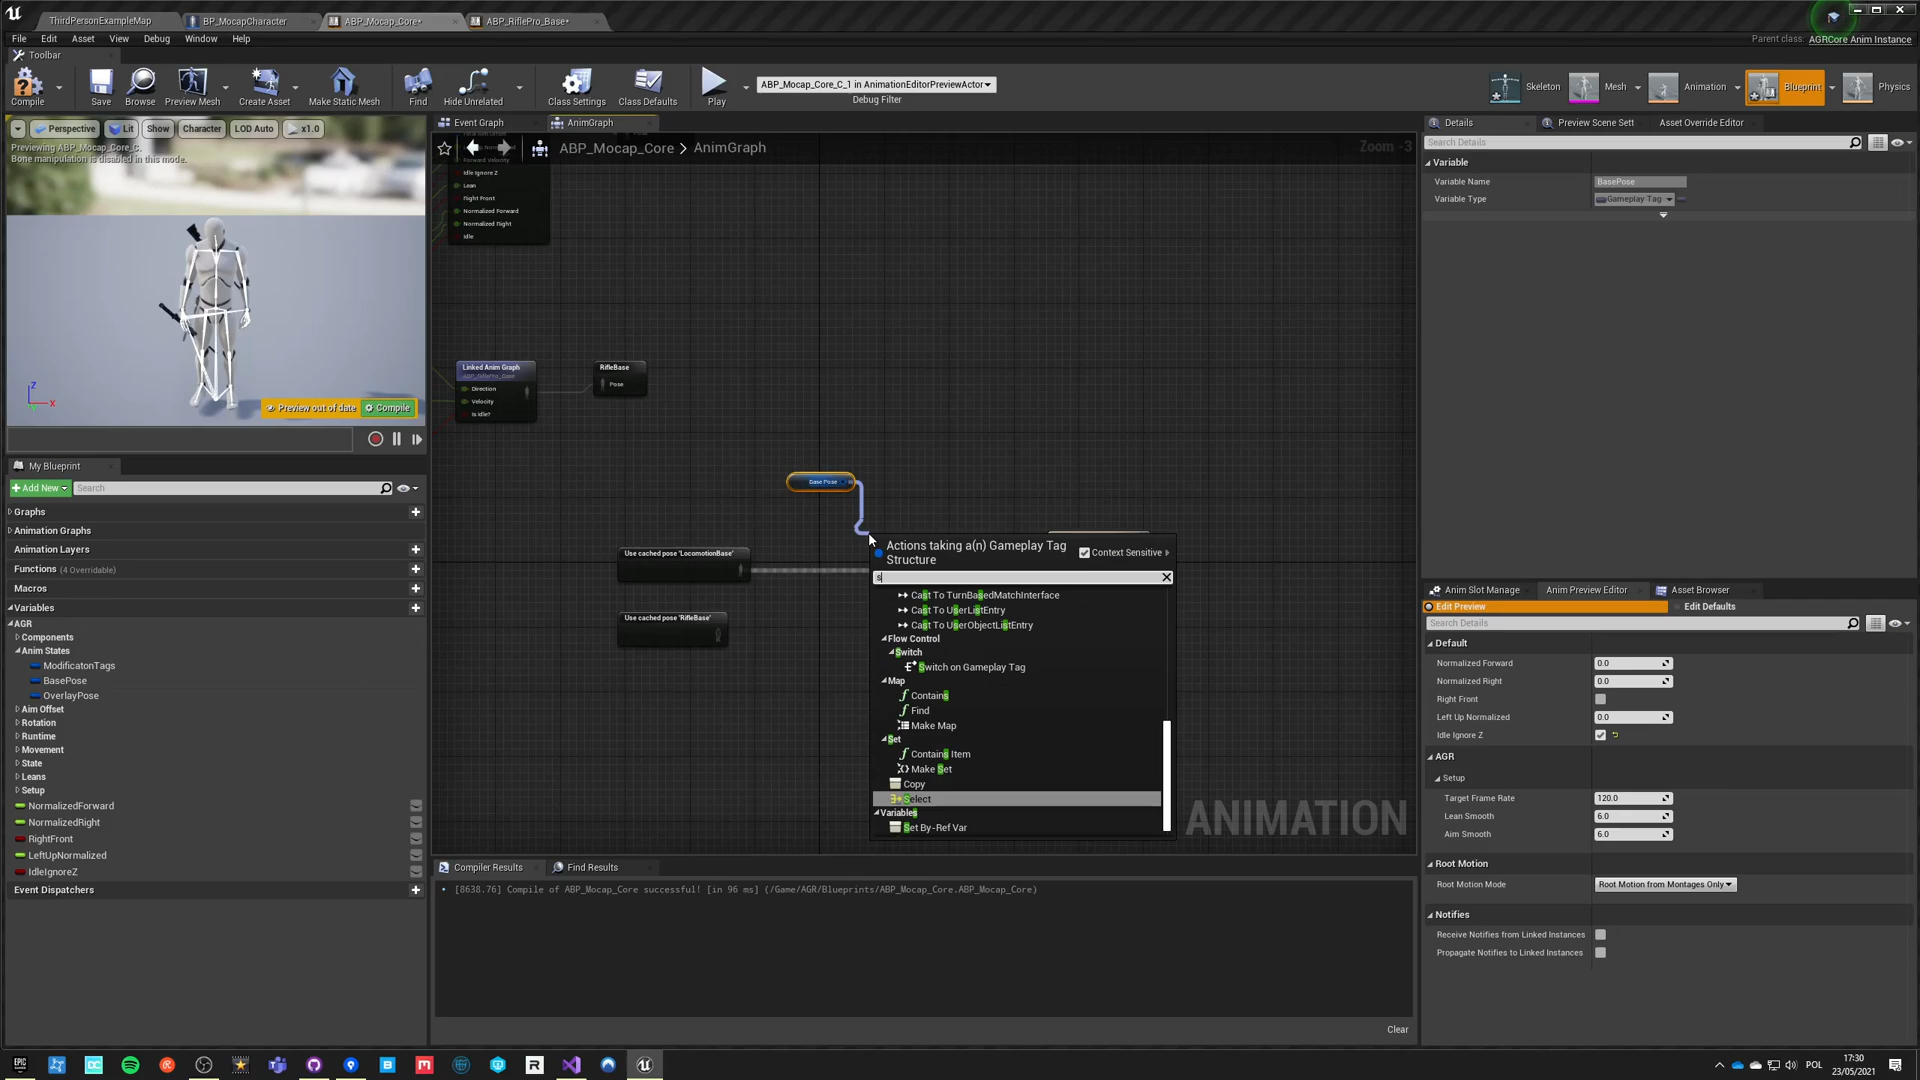 ThirdPersonExampleMap
BP_MocapCharacter
ABP_Mocap_Core*
ABP_RiflePro_Base*
File Edit Asset View Debug Window Help
Parent class: AGRCore Anim Instance
Toolbar
Compile
Save
Browse
Preview Mesh
Create Asset
Make Static Mesh
Find
Hide Unrelated
Class Settings
Class Defaults
Play
ABP_Mocap_Core_C_1 in AnimationEditorPreviewActor
Debug Filter
Skeleton
Mesh
Animation
Blueprint
Physics
Perspective
Lit
Show
Character
LOD Auto
x1.0
Previewing ABP_Mocap_Core_C.
Bone manipulation is disabled in this mode.
Z
X
Preview out of date
Compile
My Blueprint
Add New
Search
Graphs
Animation Graphs
Animation Layers
Functions (4 Overridable)
Macros
Variables
AGR
Components
Anim States
ModificatonTags
BasePose
OverlayPose
Aim Offset
Rotation
Runtime
Movement
State
Leans
Setup
NormalizedForward
NormalizedRight
RightFront
LeftUpNormalized
IdleIgnoreZ
Event Dispatchers
Event Graph
AnimGraph
ABP_Mocap_Core > AnimGraph
Zoom -3
Forward Velocity
Idle Ignore Z
Lean
Right Front
Normalized Forward
Normalized Right
Idle
Linked Anim Graph
ABP_RiflePro_Base
Direction
Velocity
Is Idle?
RifleBase
Pose
Base Pose
Use cached pose 'LocomotionBase'
Use cached pose 'RifleBase'
Actions taking a(n) Gameplay Tag
Structure
Context Sensitive
s
Cast To TurnBasedMatchInterface
Cast To UserListEntry
Cast To UserObjectListEntry
Flow Control
Switch
Switch on Gameplay Tag
Map
Contains
Find
Make Map
Set
Contains Item
Make Set
Copy
Select
Variables
Set By-Ref Var
ANIMATION
Compiler Results
Find Results
[8638.76] Compile of ABP_Mocap_Core successful! [in 96 ms] (/Game/AGR/Blueprints/ABP_Mocap_Core.ABP_Mocap_Core)
Clear
Details
Preview Scene Sett
Asset Override Editor
Search Details
Variable
Variable Name
BasePose
Variable Type
Gameplay Tag
Anim Slot Manage
Anim Preview Editor
Asset Browser
Edit Preview
Edit Defaults
Search Details
Default
Normalized Forward 0.0
Normalized Right 0.0
Right Front
Left Up Normalized 0.0
Idle Ignore Z
AGR
Setup
Target Frame Rate 120.0
Lean Smooth 6.0
Aim Smooth 6.0
Root Motion
Root Motion Mode
Root Motion from Montages Only
Notifies
Receive Notifies from Linked Instances
Propagate Notifies to Linked Instances
POL
17:30
23/05/2021